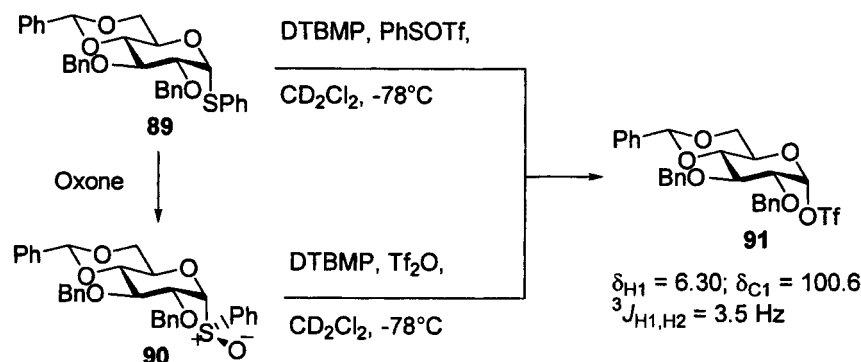 Ph O O O
BnO BnO SPh
89
DTBMP, PhSOTf,
CD₂Cl₂, -78°C
Oxone
Ph O O O
BnO BnO OTf
91
δH1 = 6.30; δC1 = 100.6
³JH1,H2 = 3.5 Hz
Ph O O O
BnO BnO S+ Ph O−
90
DTBMP, Tf₂O,
CD₂Cl₂, -78°C